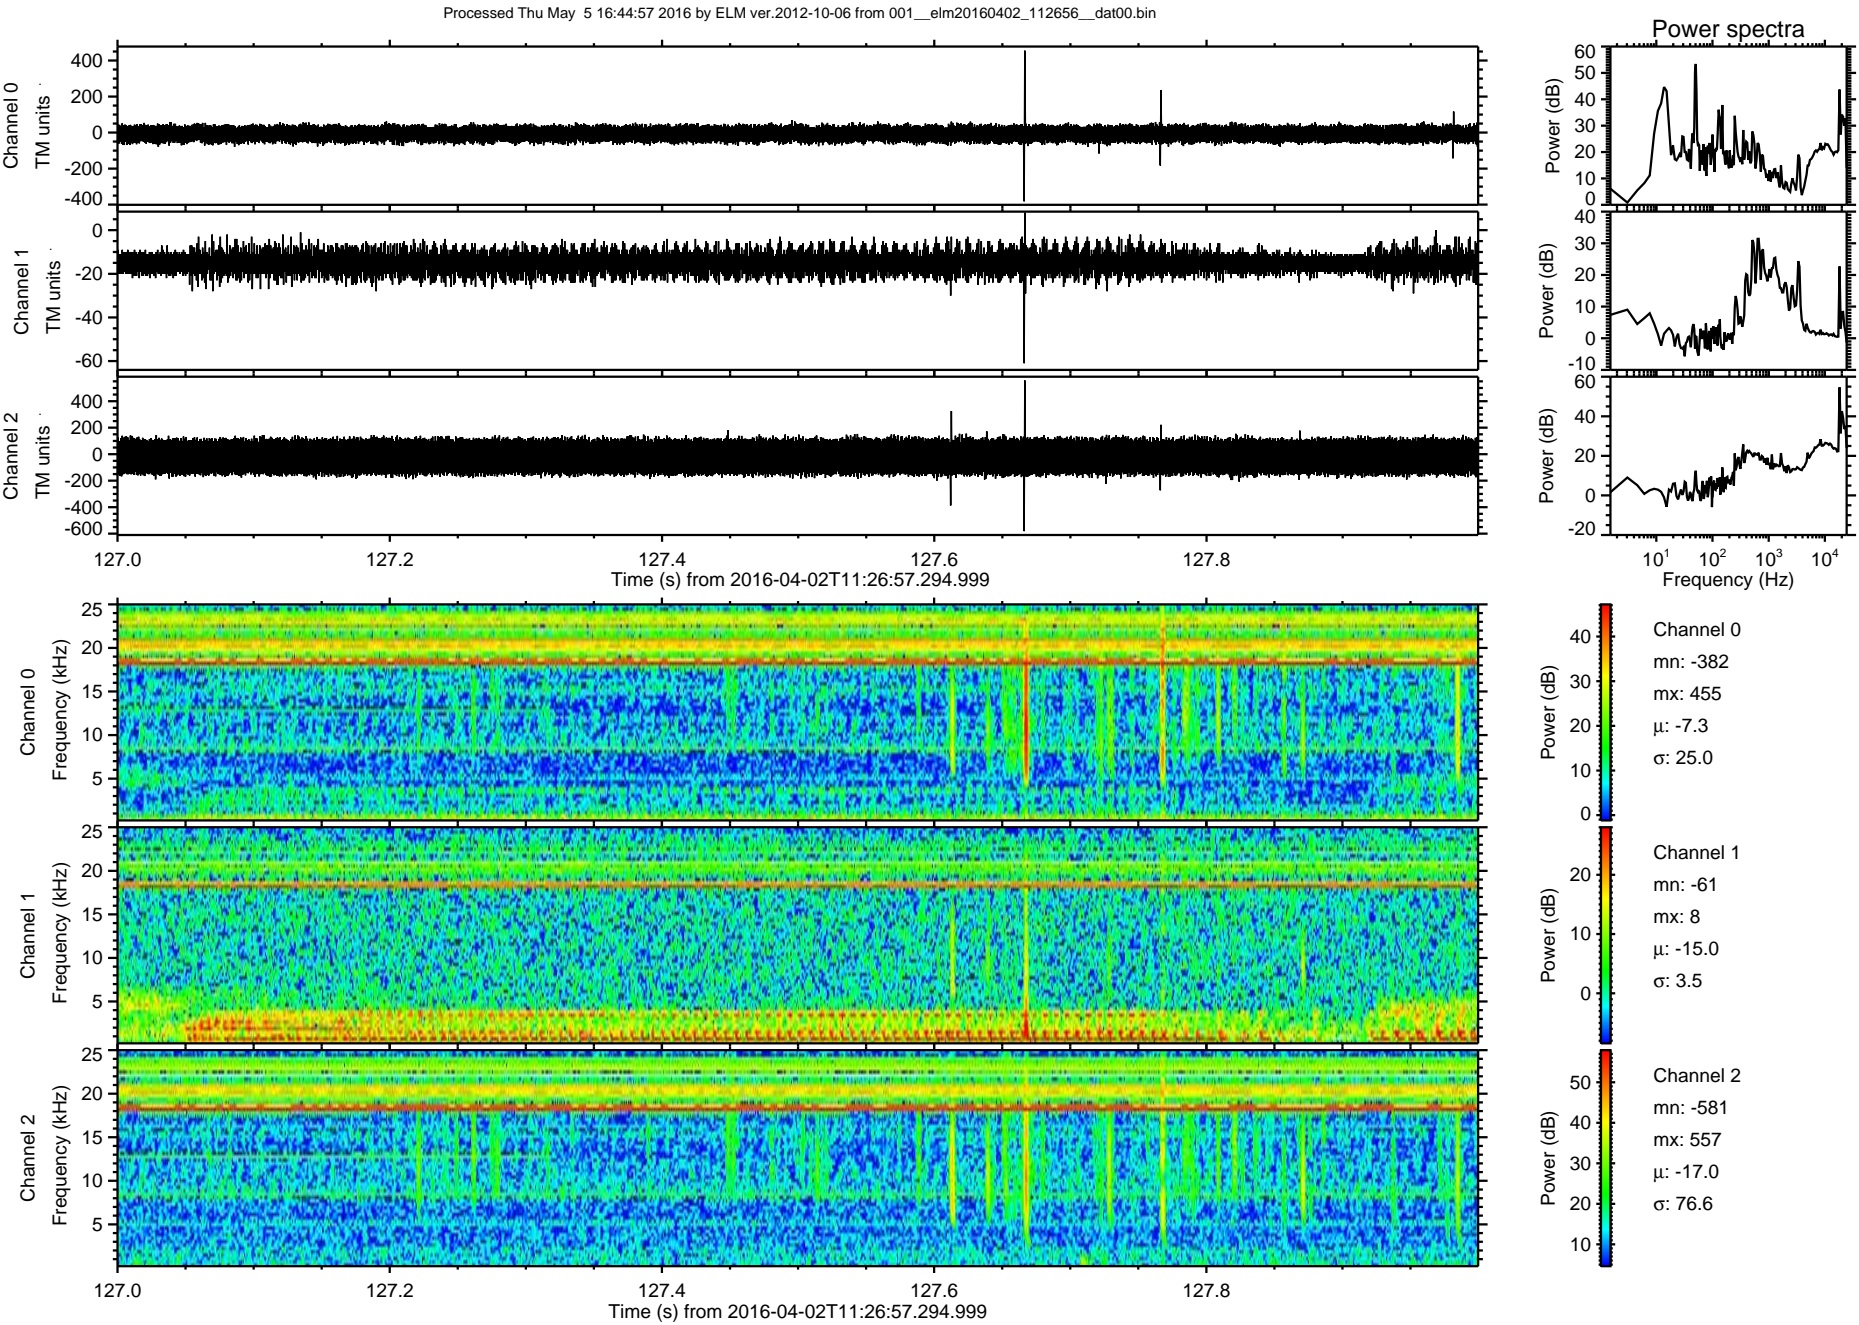 Processed Thu May  5 16:44:57 2016 by ELM ver.2012-10-06 from 001__elm20160402_112656__dat00.bin
Power spectra
Channel 0
TM units
400
200
0
-200
-400
Power (dB)
60
50
40
30
20
10
0
Channel 1
TM units
0
-20
-40
-60
Power (dB)
40
30
20
10
0
-10
Channel 2
TM units
400
200
0
-200
-400
-600
Power (dB)
60
40
20
0
-20
127.0 127.2 127.4 127.6 127.8
Time (s) from 2016-04-02T11:26:57.294.999
10¹ 10² 10³ 10⁴
Frequency (Hz)
Channel 0
Frequency (kHz)
25
20
15
10
5
Power (dB)
40
30
20
10
0
Channel 0
mn: -382
mx: 455
μ: -7.3
σ: 25.0
Channel 1
Frequency (kHz)
25
20
15
10
5
Power (dB)
20
10
0
Channel 1
mn: -61
mx: 8
μ: -15.0
σ: 3.5
Channel 2
Frequency (kHz)
25
20
15
10
5
Power (dB)
50
40
30
20
10
Channel 2
mn: -581
mx: 557
μ: -17.0
σ: 76.6
127.0 127.2 127.4 127.6 127.8
Time (s) from 2016-04-02T11:26:57.294.999